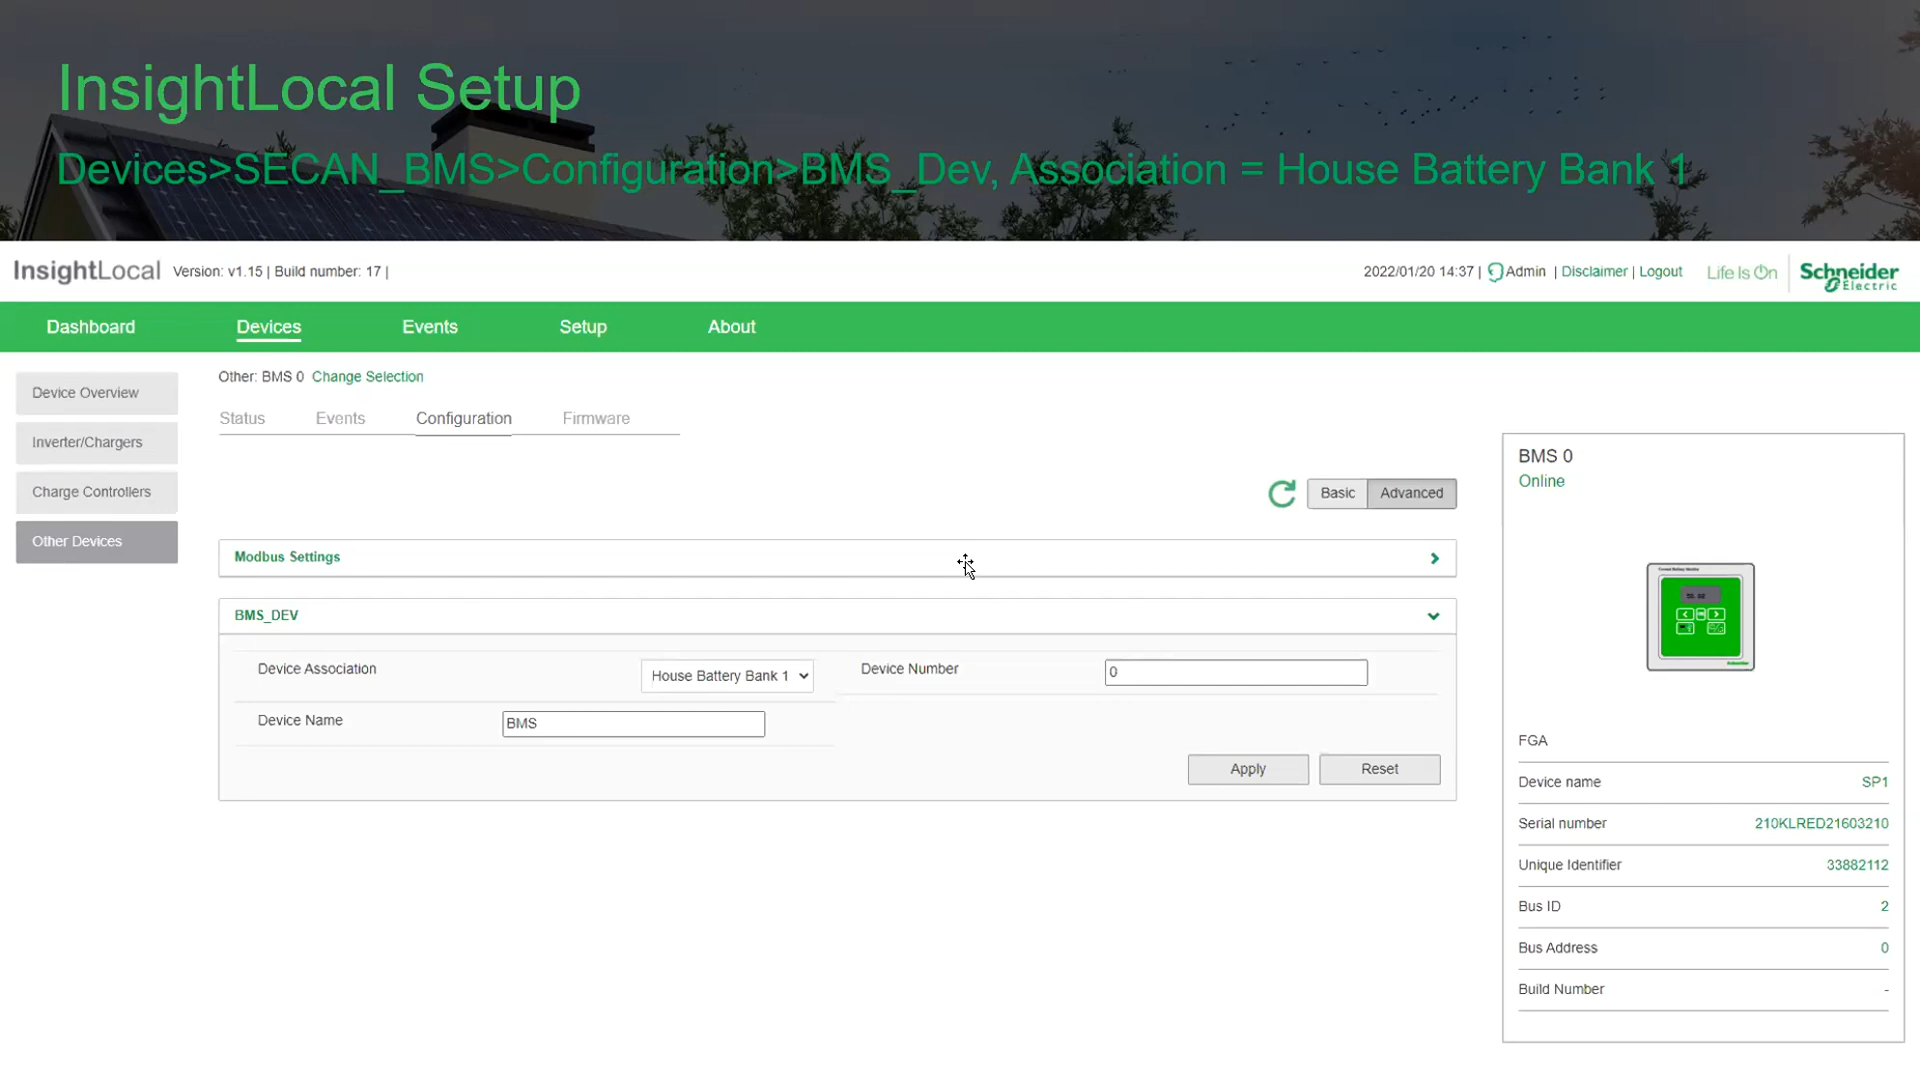 InsightLocal Setup
Devices>SECAN_BMS>Configuration>BMS_Dev, Association = House Battery Bank 1
InsightLocal Version: v1.15 | Build number: 17 |
2022/01/20 14:37 | Admin | Disclaimer | Logout
Life Is On
Schneider
Electric
Dashboard Devices Events Setup About
Device Overview
Inverter/Chargers
Charge Controllers
Other Devices
Other: BMS 0 Change Selection
Status Events Configuration Firmware
Basic Advanced
Modbus Settings
BMS_DEV
Device Association House Battery Bank 1 Device Number 0
Device Name BMS
Apply Reset
BMS 0
Online
FGA
Device name SP1
Serial number 210KLRED21603210
Unique Identifier 33882112
Bus ID 2
Bus Address 0
Build Number -